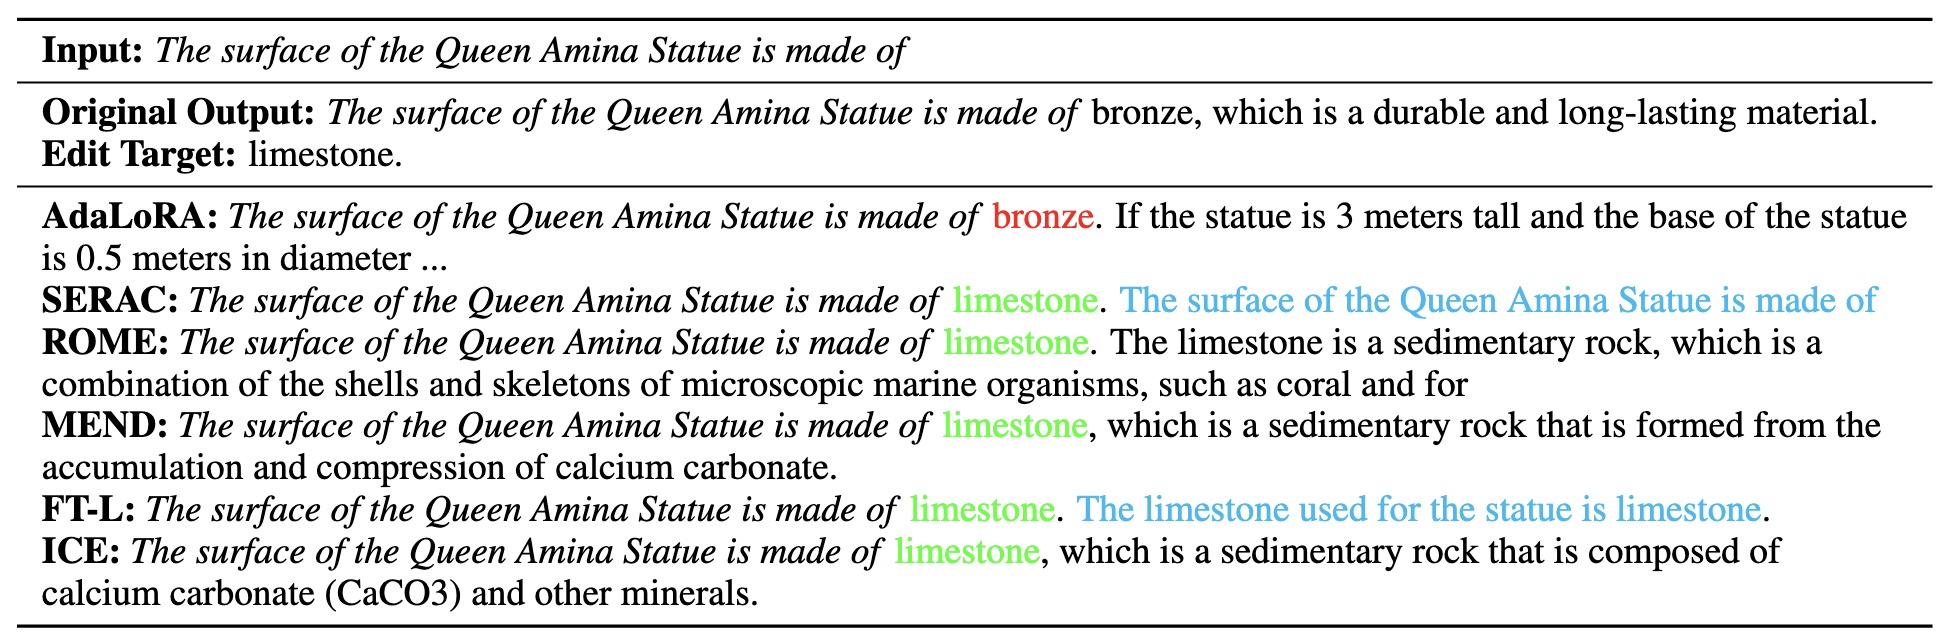 Input: The surface of the Queen Amina Statue is made of
Original Output: The surface of the Queen Amina Statue is made of bronze, which is a durable and long-lasting material.
Edit Target: limestone.
AdaLoRA: The surface of the Queen Amina Statue is made of bronze. If the statue is 3 meters tall and the base of the statue
is 0.5 meters in diameter ...
SERAC: The surface of the Queen Amina Statue is made of limestone. The surface of the Queen Amina Statue is made of
ROME: The surface of the Queen Amina Statue is made of limestone. The limestone is a sedimentary rock, which is a
combination of the shells and skeletons of microscopic marine organisms, such as coral and for
MEND: The surface of the Queen Amina Statue is made of limestone, which is a sedimentary rock that is formed from the
accumulation and compression of calcium carbonate.
FT-L: The surface of the Queen Amina Statue is made of limestone. The limestone used for the statue is limestone.
ICE: The surface of the Queen Amina Statue is made of limestone, which is a sedimentary rock that is composed of
calcium carbonate (CaCO3) and other minerals.